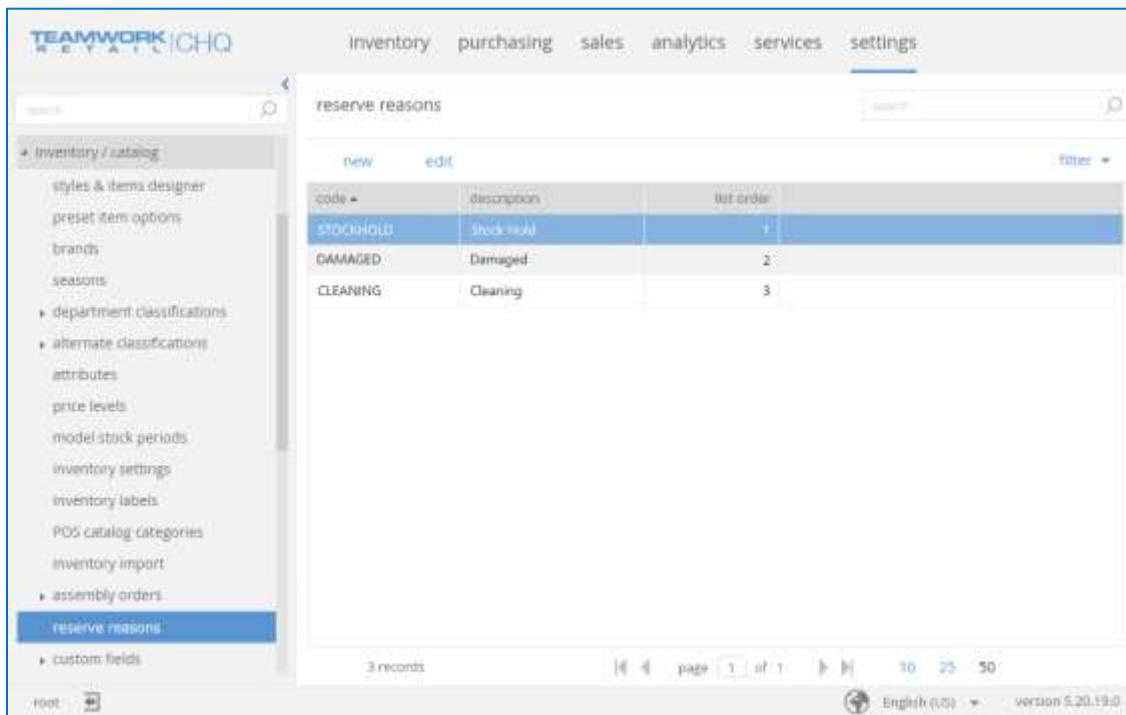 TEAMWORK RETAIL | CHQ
inventory purchasing sales analytics services settings
search
reserve reasons
search
inventory / catalog
styles & items designer
preset item options
brands
seasons
department classifications
alternate classifications
attributes
price levels
model stock periods
inventory settings
inventory labels
POS catalog categories
inventory import
assembly orders
reserve reasons
custom fields
new edit filter
code description list order
STOCKHOLD Stock Hold 1
DAMAGED Damaged 2
CLEANING Cleaning 3
3 records page 1 of 1 10 25 50
root English (US) version 5.20.19.0